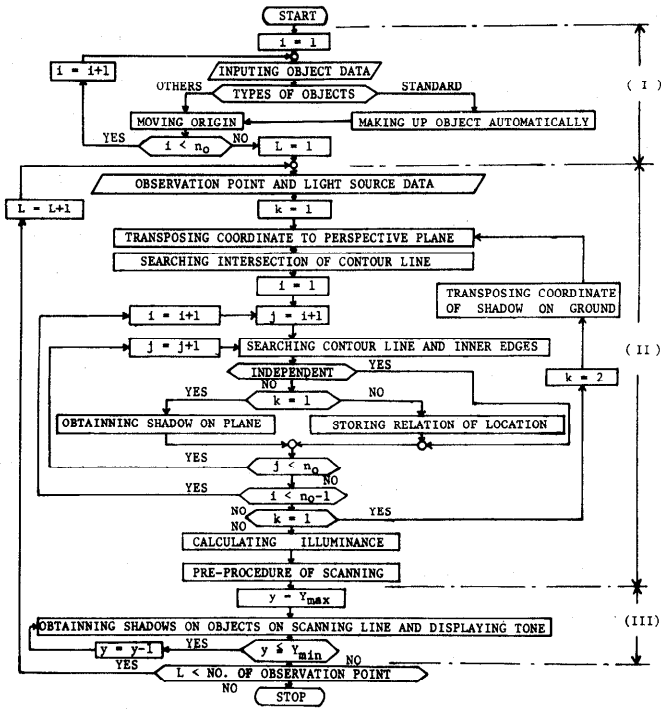 START
i = 1
i = i+1
INPUTING OBJECT DATA
( I )
OTHERS
TYPES OF OBJECTS
STANDARD
MOVING ORIGIN
MAKING UP OBJECT AUTOMATICALLY
YES
i < n₀
NO
L = 1
OBSERVATION POINT AND LIGHT SOURCE DATA
L = L+1
k = 1
TRANSPOSING COORDINATE TO PERSPECTIVE PLANE
SEARCHING INTERSECTION OF CONTOUR LINE
i = 1
TRANSPOSING COORDINATE
OF SHADOW ON GROUND
i = i+1
j = i+1
j = j+1
SEARCHING CONTOUR LINE AND INNER EDGES
( II )
INDEPENDENT
YES
NO
k = 2
YES
k = 1
NO
OBTAINNING SHADOW ON PLANE
STORING RELATION OF LOCATION
YES
j < n₀
NO
YES
i < n₀-1
NO
k = 1
YES
NO
CALCULATING ILLUMINANCE
PRE-PROCEDURE OF SCANNING
y = Ymax
OBTAINNING SHADOWS ON OBJECTS ON SCANNING LINE AND DISPLAYING TONE
(III)
y = y-1
YES
y ≦ Ymin
NO
YES
L < NO. OF OBSERVATION POINT
NO
STOP